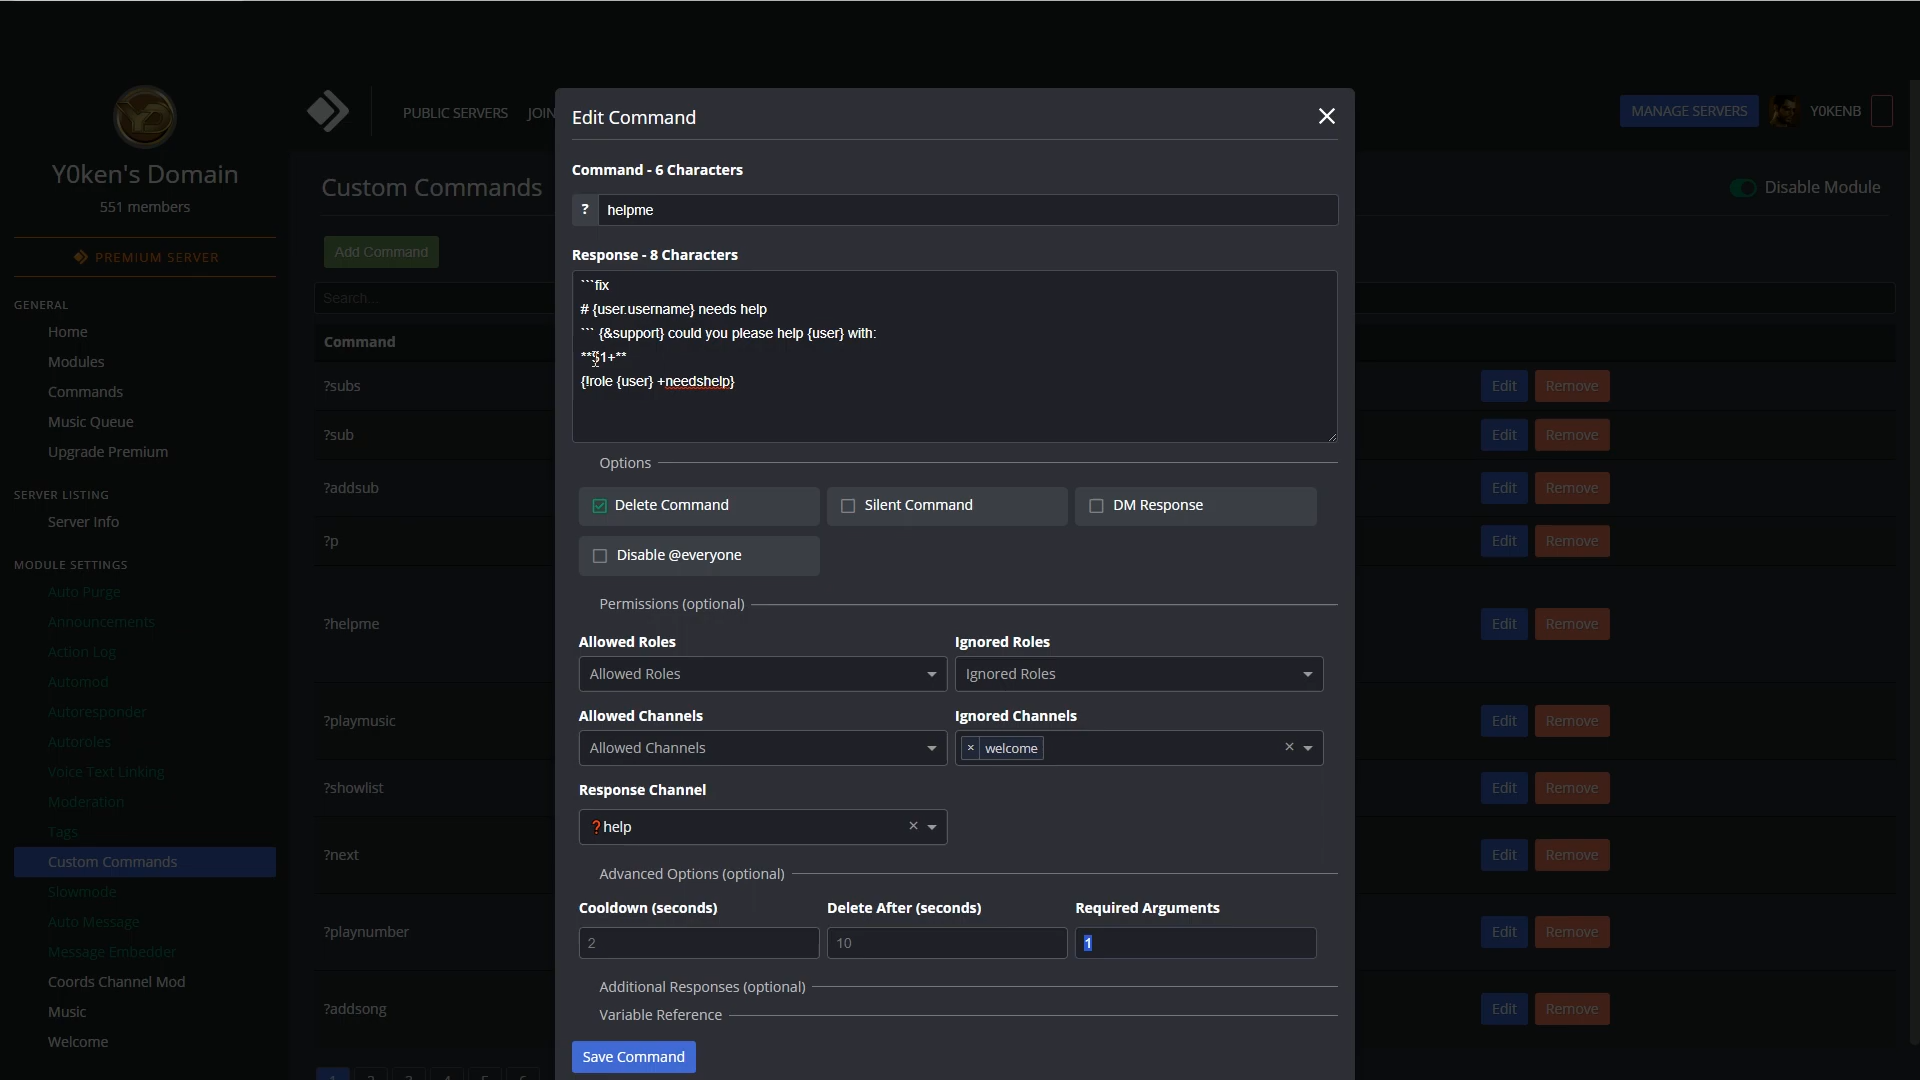 Y0ken's Domain
551 members
PREMIUM SERVER
GENERAL
Home
Modules
Commands
Music Queue
Upgrade Premium
SERVER LISTING
Server Info
MODULE SETTINGS
Auto Purge
Announcements
Action Log
Automod
Autoresponder
Autoroles
Voice Text Linking
Moderation
Tags
Custom Commands
Slowmode
Auto Message
Message Embedder
Coords Channel Mod
Music
Welcome
PUBLIC SERVERS JOIN
MANAGE SERVERS
Y0KENB
Custom Commands
Disable Module
Add Command
Search...
Command
?subs
Edit Remove
?sub
Edit Remove
?addsub
Edit Remove
?p
Edit Remove
?helpme
Edit Remove
?playmusic
Edit Remove
?showlist
Edit Remove
?next
Edit Remove
?playnumber
Edit Remove
?addsong
Edit Remove
1 2 3 4 5 6
Edit Command
Command - 6 Characters
? helpme
Response - 8 Characters
```fix
# {user.username} needs help
``` {&support} could you please help {user} with:
**$1+**
{!role {user} +needshelp}
Options
Delete Command
Silent Command
DM Response
Disable @everyone
Permissions (optional)
Allowed Roles
Ignored Roles
Allowed Roles
Ignored Roles
Allowed Channels
Ignored Channels
Allowed Channels
× welcome ×
Response Channel
❓help ×
Advanced Options (optional)
Cooldown (seconds)
Delete After (seconds)
Required Arguments
2
10
1
Additional Responses (optional)
Variable Reference
Save Command